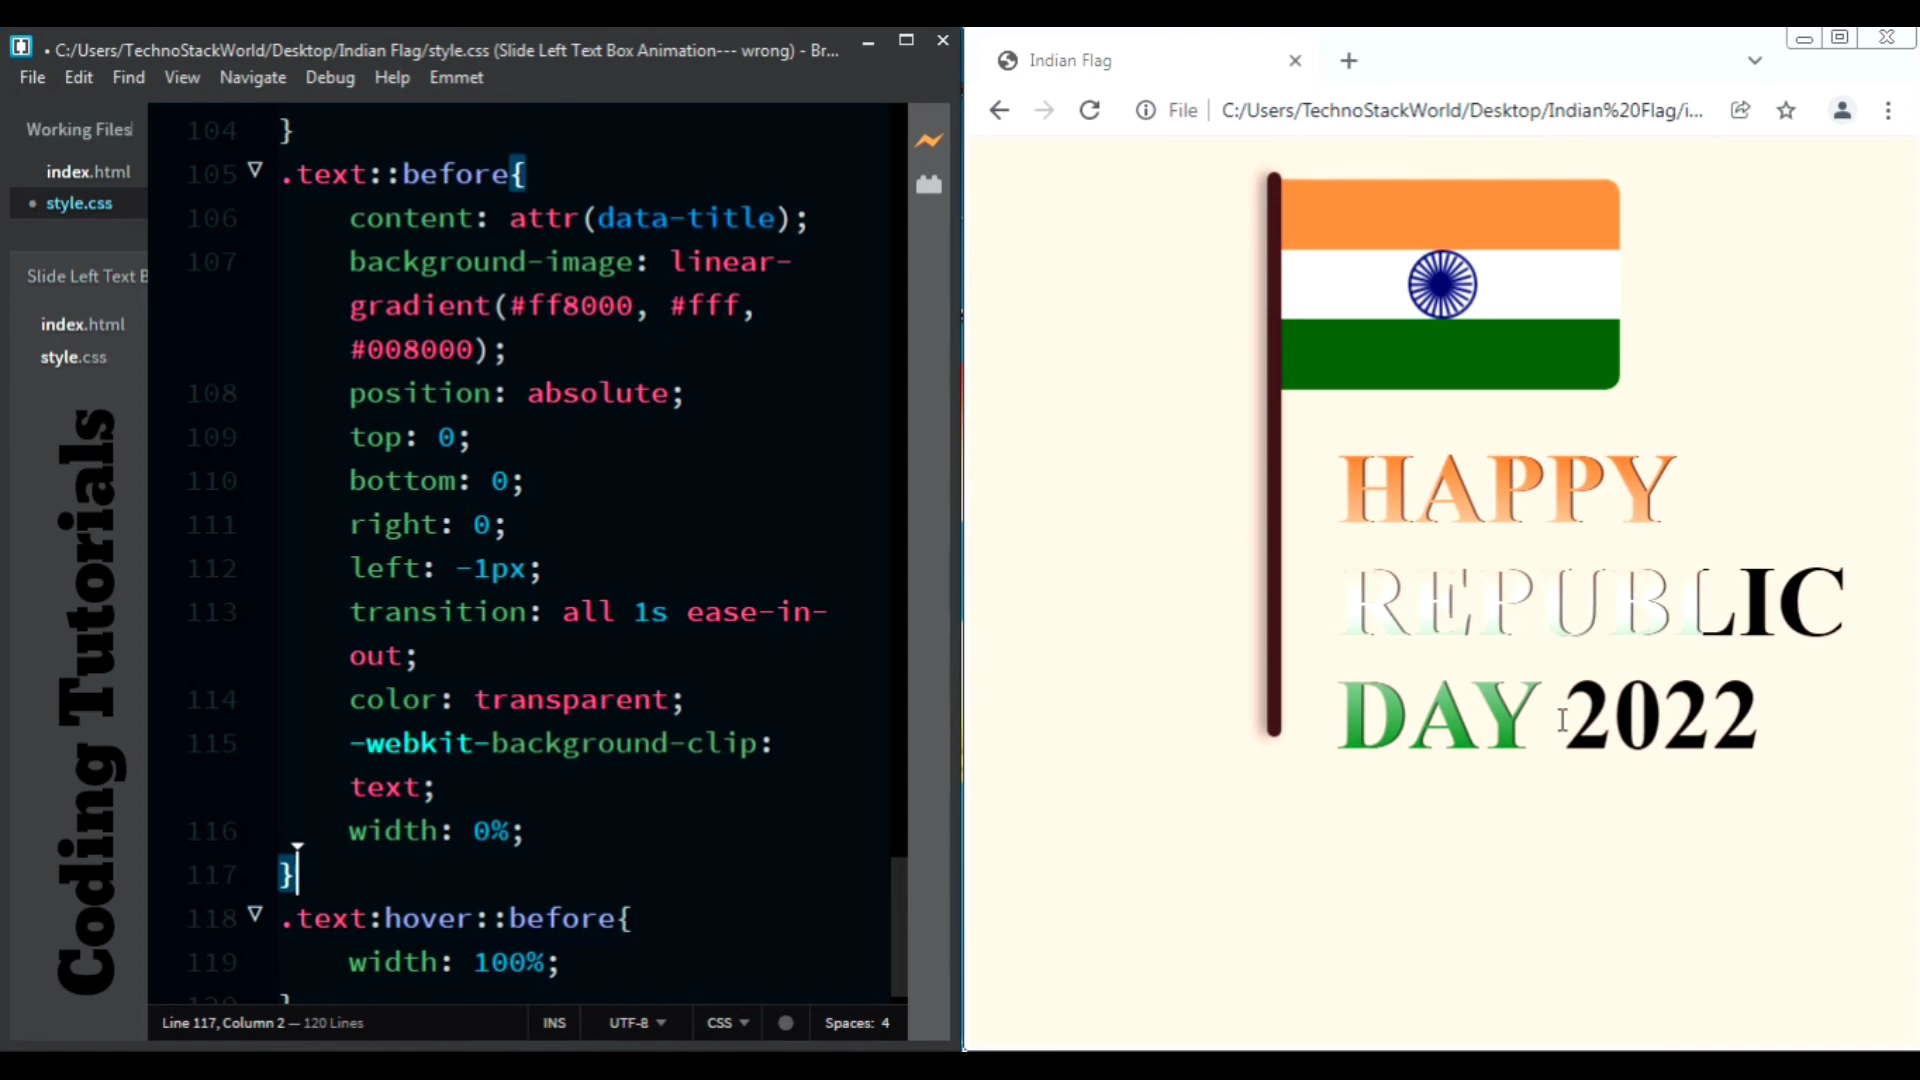 • C:/Users/TechnoStackWorld/Desktop/Indian Flag/style.css (Slide Left Text Box Animation--- wrong) - Br...
File Edit Find View Navigate Debug Help Emmet
Working Files
index.html
• style.css
Slide Left Text B
index.html
style.css
Coding Tutorials
104 }
105 .text::before{
106 content: attr(data-title);
107 background-image: linear-
gradient(#ff8000, #fff,
#008000);
108 position: absolute;
109 top: 0;
110 bottom: 0;
111 right: 0;
112 left: -1px;
113 transition: all 1s ease-in-
out;
114 color: transparent;
115 -webkit-background-clip:
text;
116 width: 0%;
117 }
118 .text:hover::before{
119 width: 100%;
120 }
Line 117, Column 2 — 120 Lines
INS UTF-8 CSS Spaces: 4
Indian Flag
File C:/Users/TechnoStackWorld/Desktop/Indian%20Flag/i...
HAPPY
REPUBLIC
DAY 2022